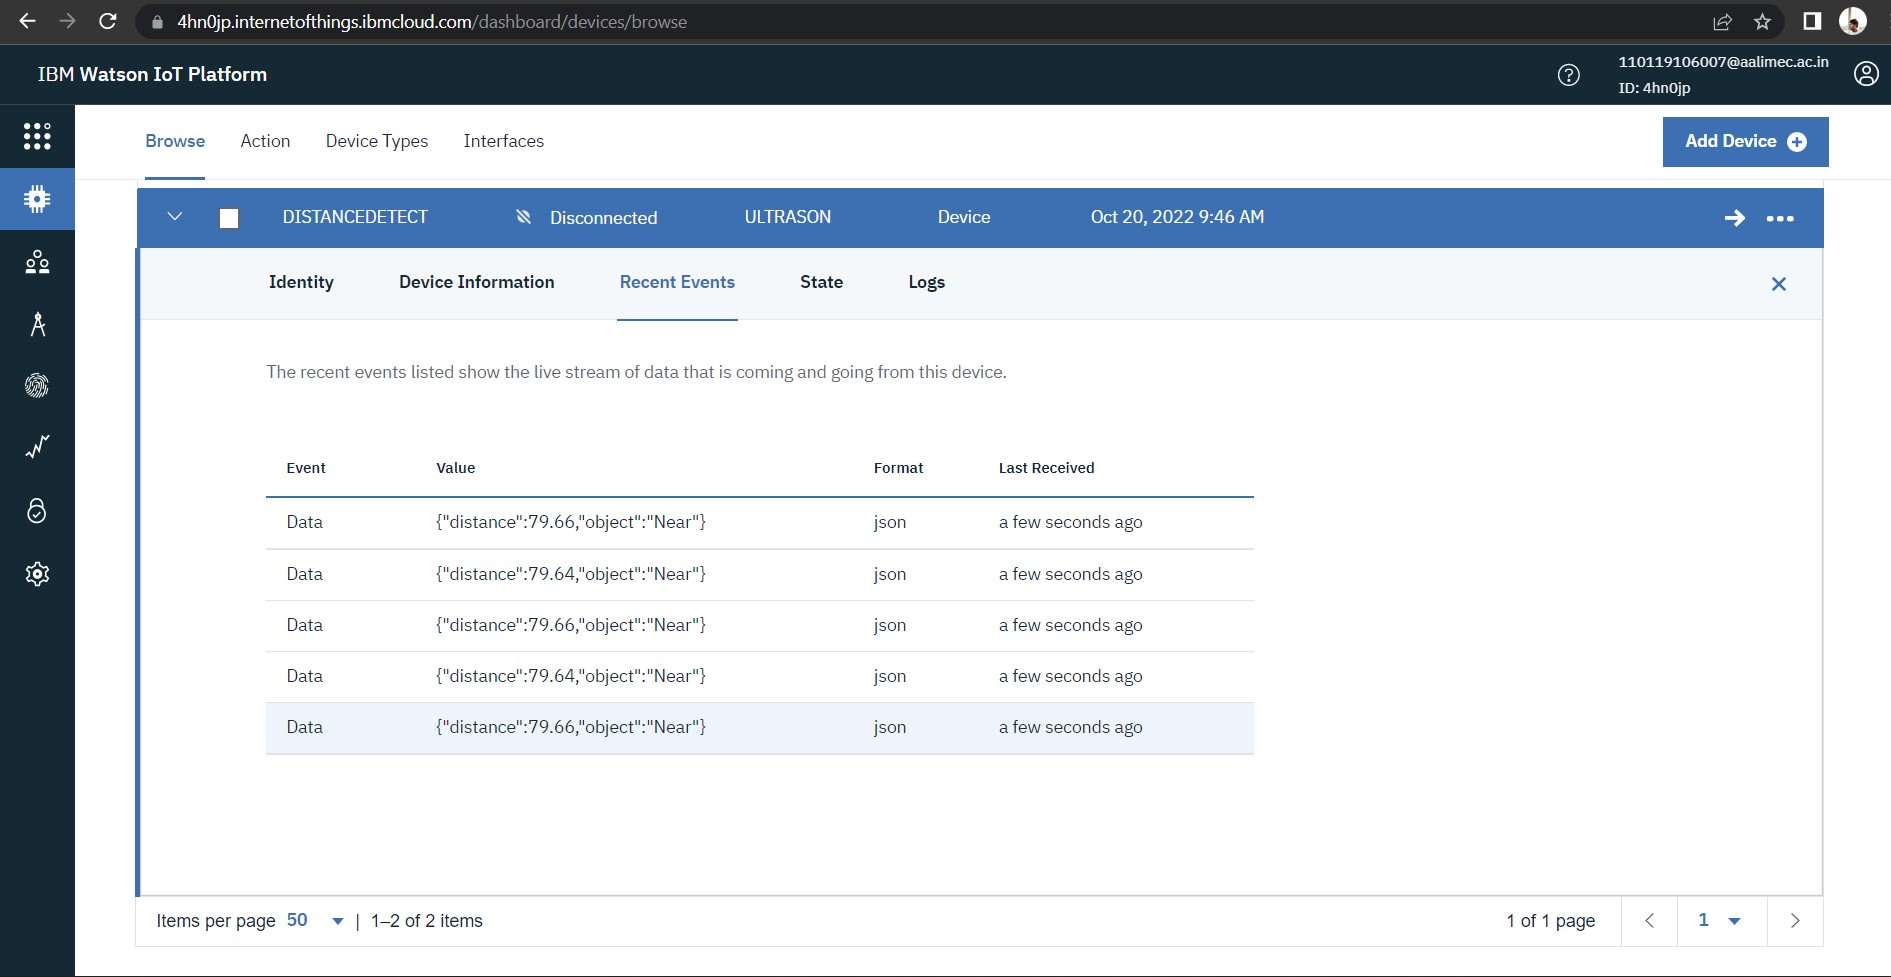 4hn0jp.internetofthings.ibmcloud.com/dashboard/devices/browse
IBM Watson IoT Platform
110119106007@aalimec.ac.in
ID: 4hn0jp
Browse Action Device Types Interfaces
Add Device
DISTANCEDETECT Disconnected ULTRASON Device Oct 20, 2022 9:46 AM
Identity Device Information Recent Events State Logs
The recent events listed show the live stream of data that is coming and going from this device.
Event Value Format Last Received
Data {"distance":79.66,"object":"Near"} json a few seconds ago
Data {"distance":79.64,"object":"Near"} json a few seconds ago
Data {"distance":79.66,"object":"Near"} json a few seconds ago
Data {"distance":79.64,"object":"Near"} json a few seconds ago
Data {"distance":79.66,"object":"Near"} json a few seconds ago
Items per page 50 | 1–2 of 2 items 1 of 1 page 1